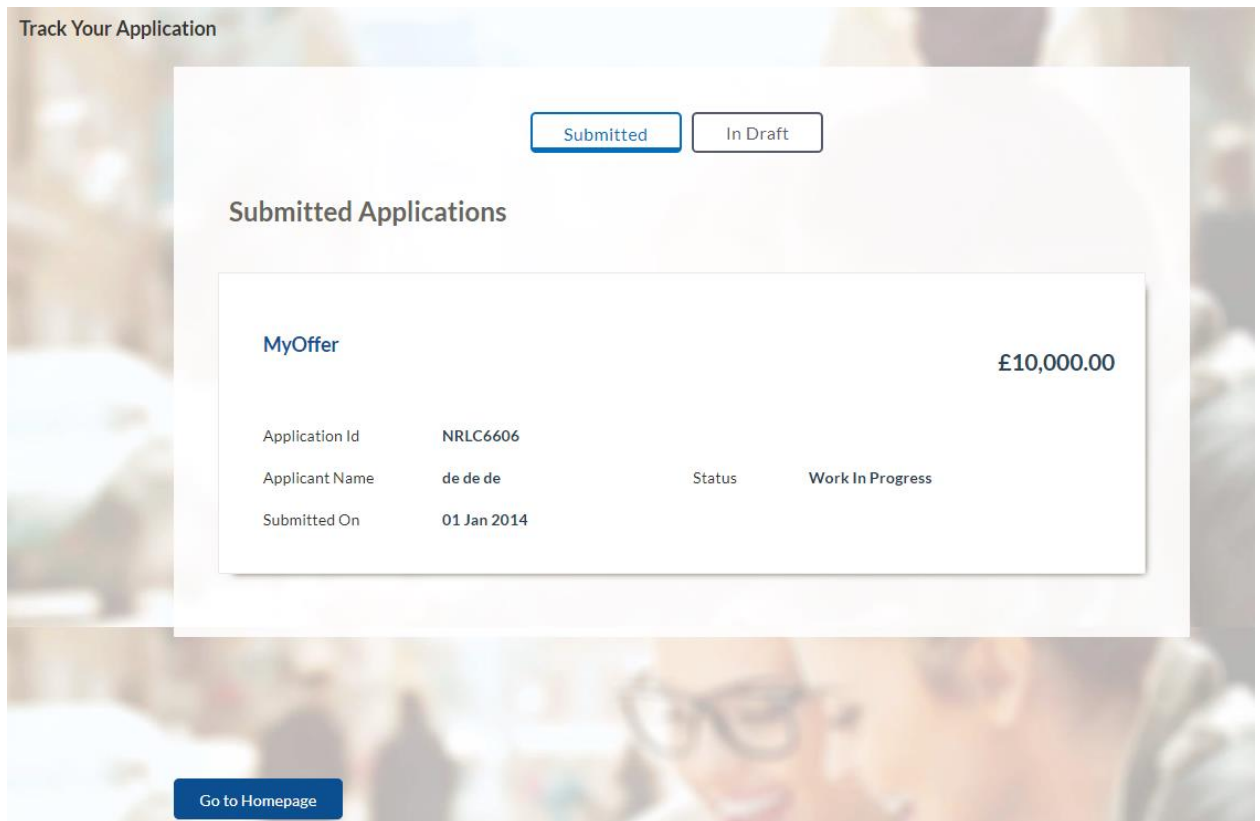 Track Your Application
Submitted In Draft
Submitted Applications
MyOffer
£10,000.00
Application Id NRLC6606
Applicant Name de de de Status Work In Progress
Submitted On 01 Jan 2014
Go to Homepage